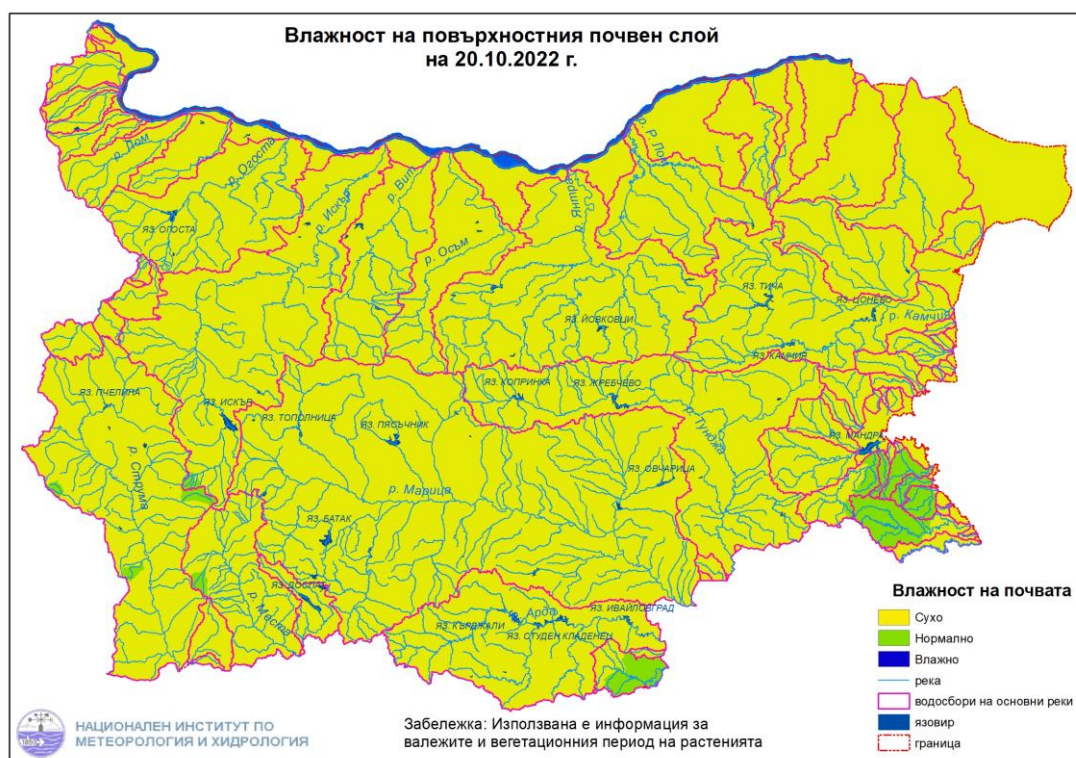 Влажност на повърхностния почвен слой
на 20.10.2022 г.
р. Лом
р. Огоста
р. Искър
р. Вит
р. Осъм
р. Янтра
р. Р. Лом
ЯЗ. ОГОСТА
ЯЗ. ТИЧА
ЯЗ. ЦОНЕВО
р. Камчия
ЯЗ. ЙОВКОВЦИ
ЯЗ. КАМЧИЯ
ЯЗ. ПЧЕЛИНА
ЯЗ. ИСКЪР
ЯЗ. ТОПОЛНИЦА
ЯЗ. ПЯСЪЧНИК
ЯЗ. КОПРИНКА
ЯЗ. ЖРЕБЧЕВО
р. Тунджа
ЯЗ. МАНДРА
ЯЗ. ОВЧАРИЦА
р. Струма
р. Марица
ЯЗ. БАТАК
ЯЗ. ДОСПАТ
р. Места
р. Арда
ЯЗ. ИВАЙЛОВГРАД
ЯЗ. КЪРДЖАЛИ
ЯЗ. СТУДЕН КЛАДЕНЕЦ
Влажност на почвата
Сухо
Нормално
Влажно
река
водосбори на основни реки
язовир
граница
НАЦИОНАЛЕН ИНСТИТУТ ПО
МЕТЕОРОЛОГИЯ И ХИДРОЛОГИЯ
Забележка: Използвана е информация за
валежите и вегетационния период на растенията